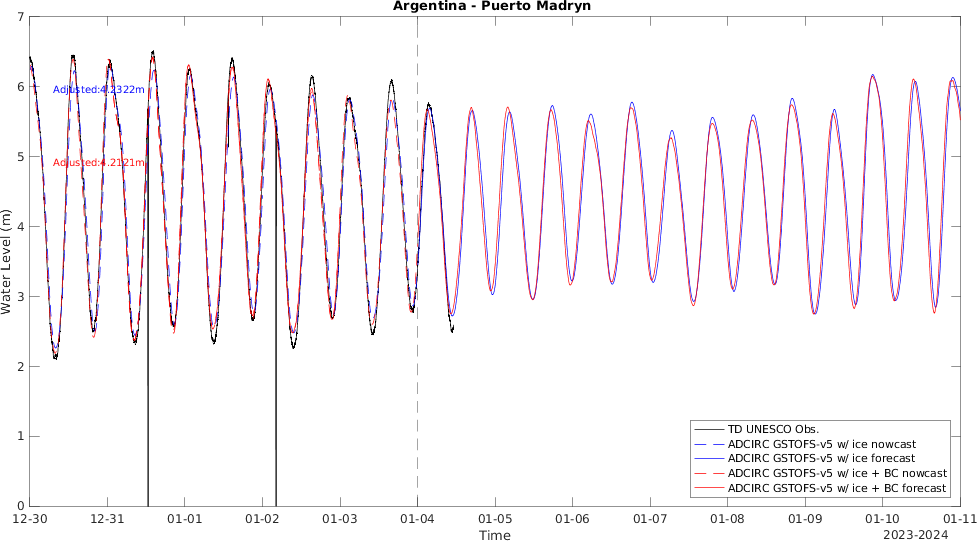 Argentina - Puerto Madryn
7
6
5
4
3
2
1
0
Water Level (m)
Adjusted:4.2322m
Adjusted:4.2121m
TD UNESCO Obs.
ADCIRC GSTOFS-v5 w/ ice nowcast
ADCIRC GSTOFS-v5 w/ ice forecast
ADCIRC GSTOFS-v5 w/ ice + BC nowcast
ADCIRC GSTOFS-v5 w/ ice + BC forecast
12-30 12-31 01-01 01-02 01-03 01-04 01-05 01-06 01-07 01-08 01-09 01-10 01-11
Time
2023-2024